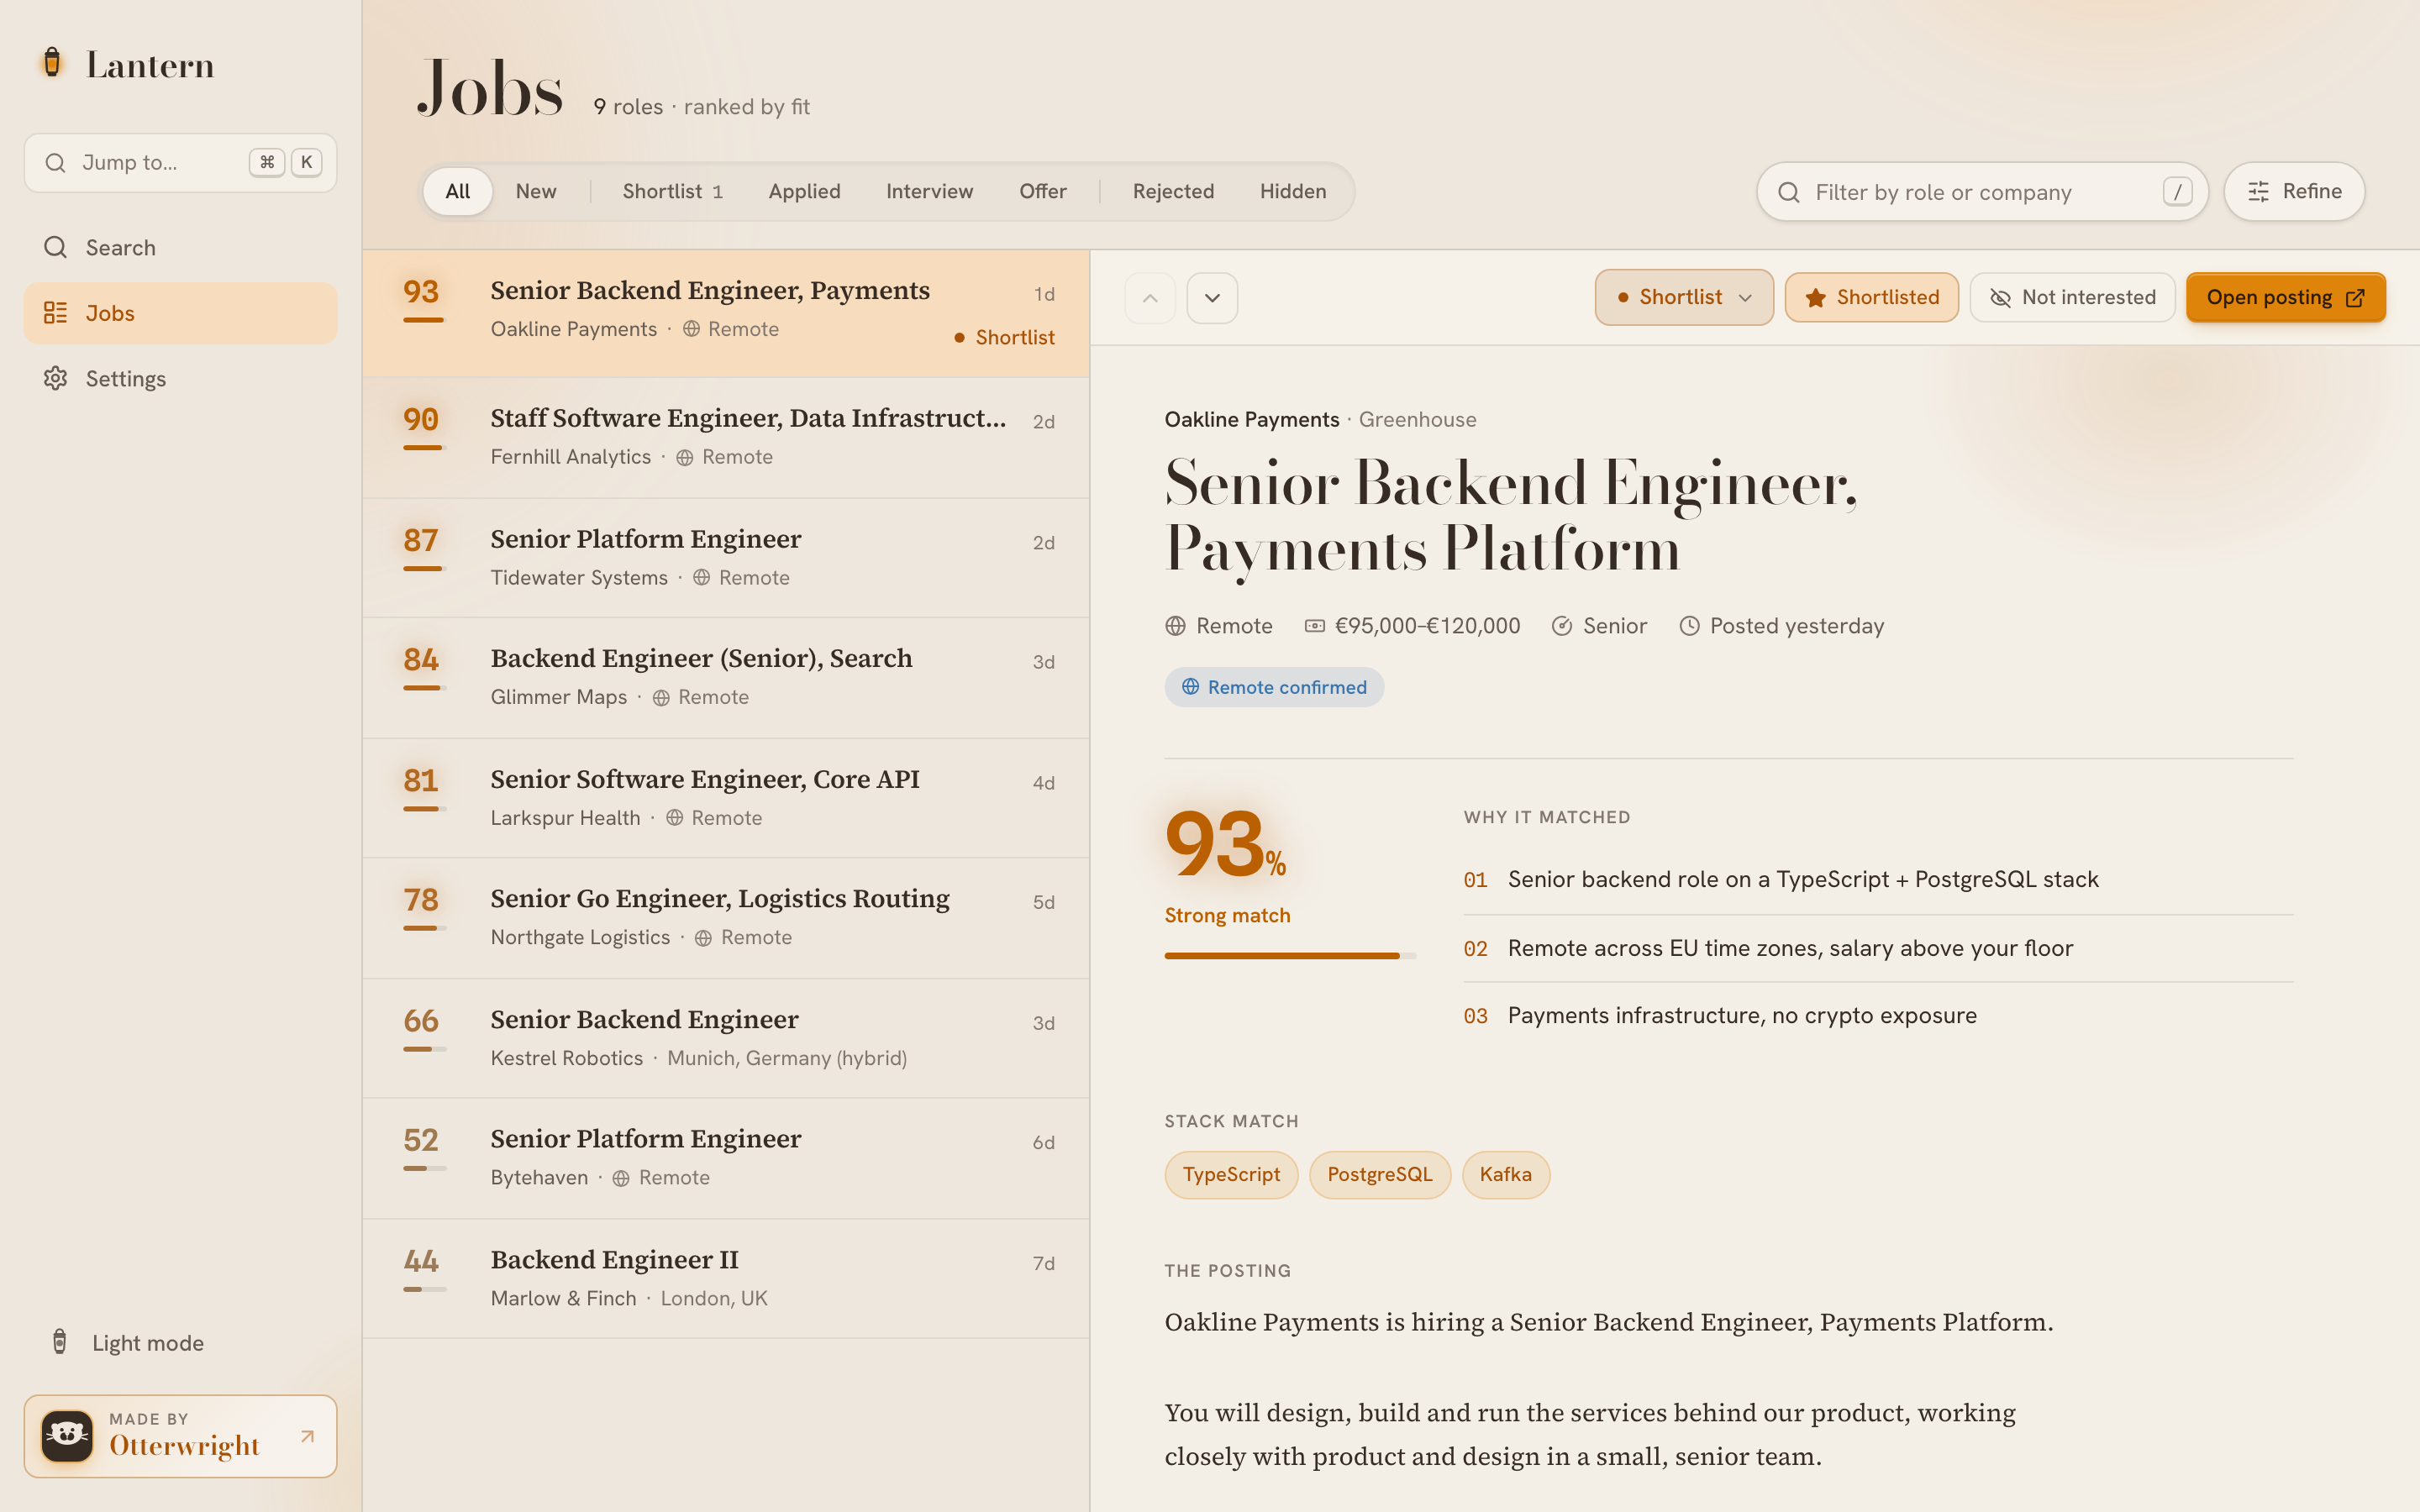 Lantern
Jump to...
⌘ K
Search
Jobs
Settings
Light mode
MADE BY
Otterwright
Jobs
9 roles · ranked by fit
All New Shortlist 1 Applied Interview Offer Rejected Hidden
Filter by role or company /
Refine
93 Senior Backend Engineer, Payments 1d
Oakline Payments · Remote
Shortlist
90 Staff Software Engineer, Data Infrastruct... 2d
Fernhill Analytics · Remote
87 Senior Platform Engineer 2d
Tidewater Systems · Remote
84 Backend Engineer (Senior), Search 3d
Glimmer Maps · Remote
81 Senior Software Engineer, Core API 4d
Larkspur Health · Remote
78 Senior Go Engineer, Logistics Routing 5d
Northgate Logistics · Remote
66 Senior Backend Engineer 3d
Kestrel Robotics · Munich, Germany (hybrid)
52 Senior Platform Engineer 6d
Bytehaven · Remote
44 Backend Engineer II 7d
Marlow & Finch · London, UK
Shortlist Shortlisted Not interested Open posting
Oakline Payments · Greenhouse
Senior Backend Engineer,
Payments Platform
Remote €95,000–€120,000 Senior Posted yesterday
Remote confirmed
93%
Strong match
WHY IT MATCHED
01 Senior backend role on a TypeScript + PostgreSQL stack
02 Remote across EU time zones, salary above your floor
03 Payments infrastructure, no crypto exposure
STACK MATCH
TypeScript PostgreSQL Kafka
THE POSTING
Oakline Payments is hiring a Senior Backend Engineer, Payments Platform.
You will design, build and run the services behind our product, working
closely with product and design in a small, senior team.